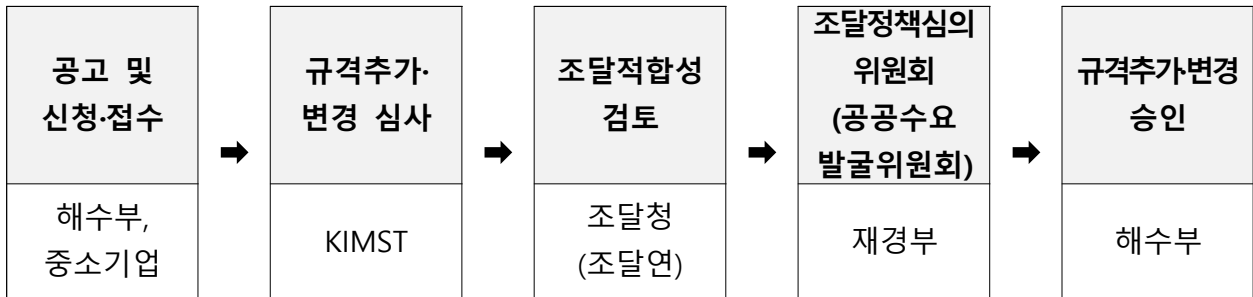 공고 및
신청·접수
➡
규격추가·
변경 심사
➡
조달적합성
검토
➡
조달정책심의
위원회
(공공수요
발굴위원회)
➡
규격추가·변경
승인
해수부,
중소기업
KIMST
조달청
(조달연)
재경부
해수부